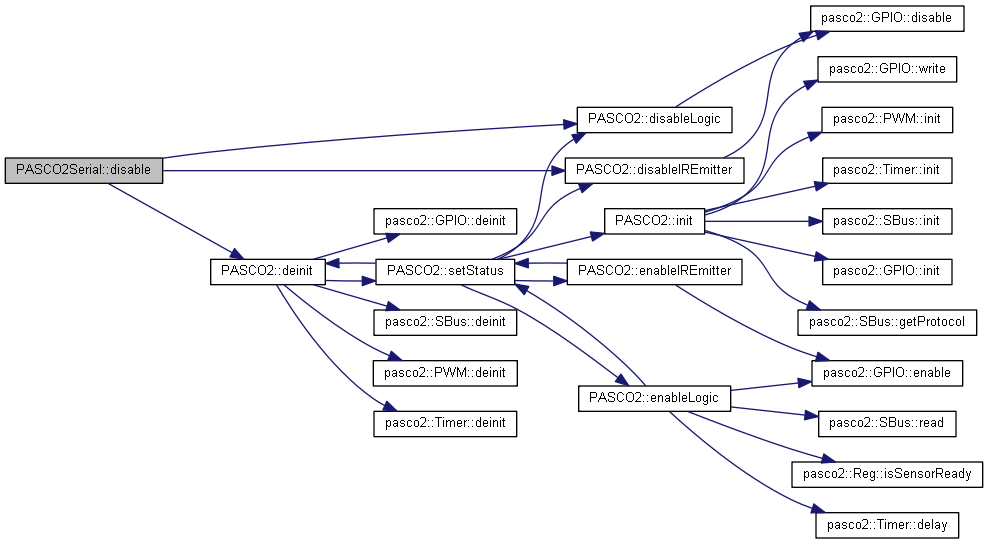 PASCO2Serial::disable
PASCO2::deinit
pasco2::GPIO::deinit
PASCO2::setStatus
pasco2::SBus::deinit
pasco2::PWM::deinit
pasco2::Timer::deinit
PASCO2::disableLogic
PASCO2::disableIREmitter
PASCO2::init
PASCO2::enableIREmitter
PASCO2::enableLogic
pasco2::GPIO::disable
pasco2::GPIO::write
pasco2::PWM::init
pasco2::Timer::init
pasco2::SBus::init
pasco2::GPIO::init
pasco2::SBus::getProtocol
pasco2::GPIO::enable
pasco2::SBus::read
pasco2::Reg::isSensorReady
pasco2::Timer::delay